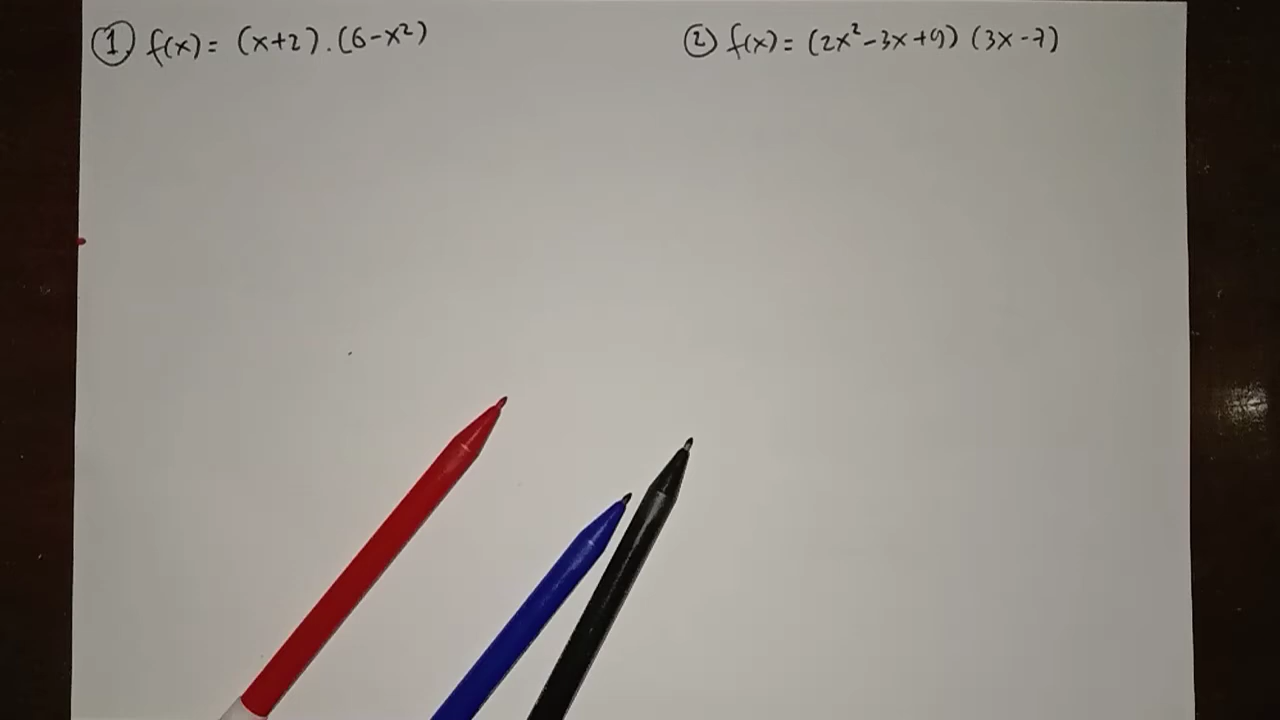 ① f(x) = (x+2).(6-x²)
② f(x) = (2x²-3x+9) (3x-7)